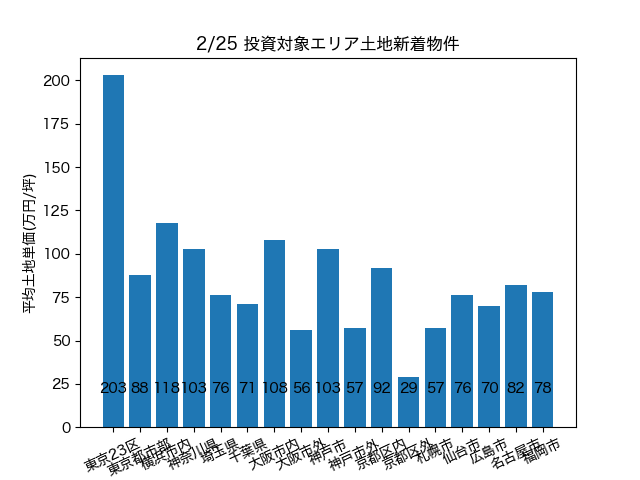 2/25 投資対象エリア土地新着物件
平均土地単価(万円/坪)
200
175
150
125
100
75
50
25
0
203 88 118 103 76 71 108 56 103 57 92 29 57 76 70 82 78
東京23区 東京都市部 横浜市内 神奈川県 埼玉県 千葉県 大阪市内 大阪市外 神戸市 神戸市外 京都区内 京都区外 札幌市 仙台市 広島市 名古屋市 福岡市